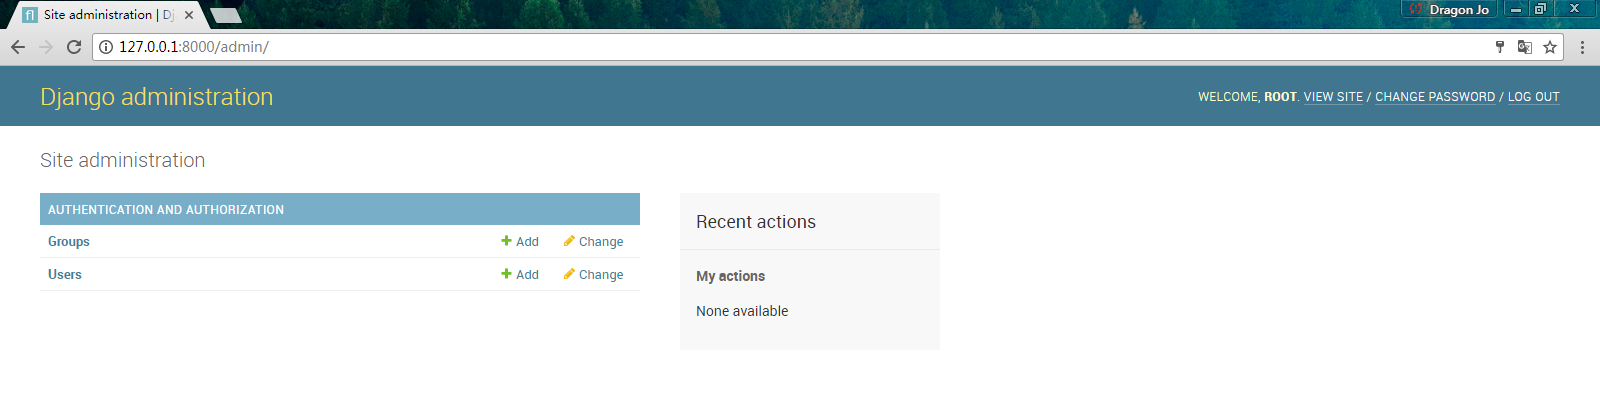 Site administration | Dj
Dragon Jo
127.0.0.1:8000/admin/
Django administration
WELCOME, ROOT. VIEW SITE / CHANGE PASSWORD / LOG OUT
Site administration
AUTHENTICATION AND AUTHORIZATION
Groups Add Change
Users Add Change
Recent actions
My actions
None available